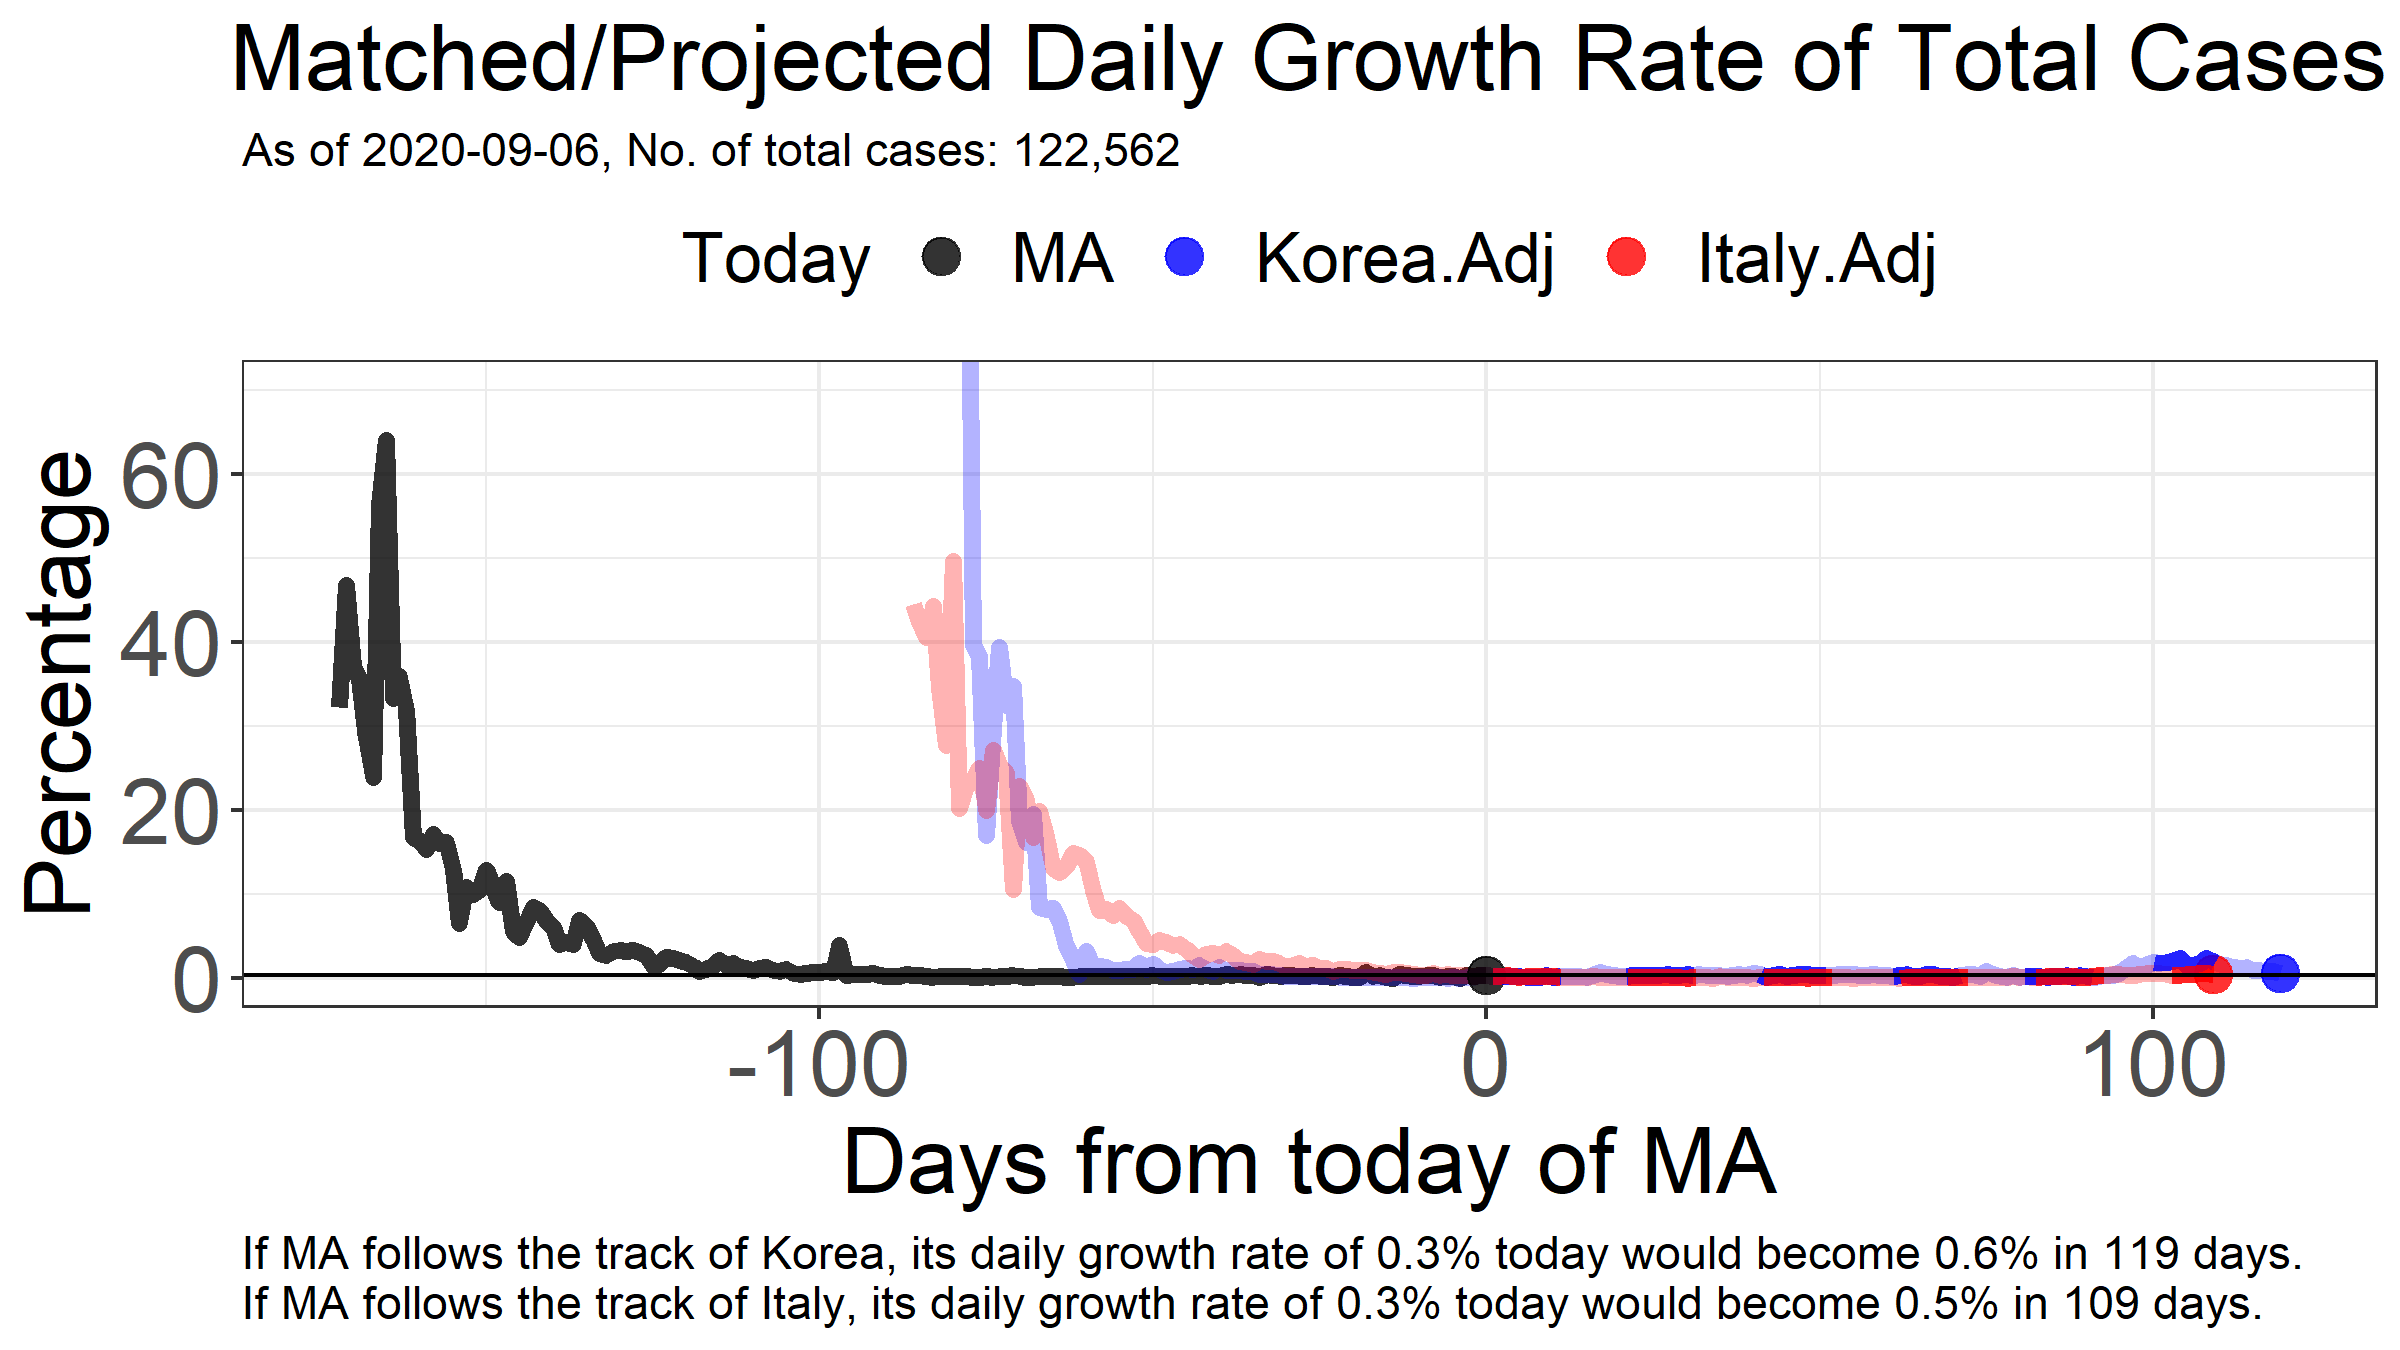 Matched/Projected Daily Growth Rate of Total Cases
As of 2020-09-06, No. of total cases: 122,562
Today MA Korea.Adj Italy.Adj
Percentage
60
40
20
0
-100 0 100
Days from today of MA
If MA follows the track of Korea, its daily growth rate of 0.3% today would become 0.6% in 119 days.
If MA follows the track of Italy, its daily growth rate of 0.3% today would become 0.5% in 109 days.